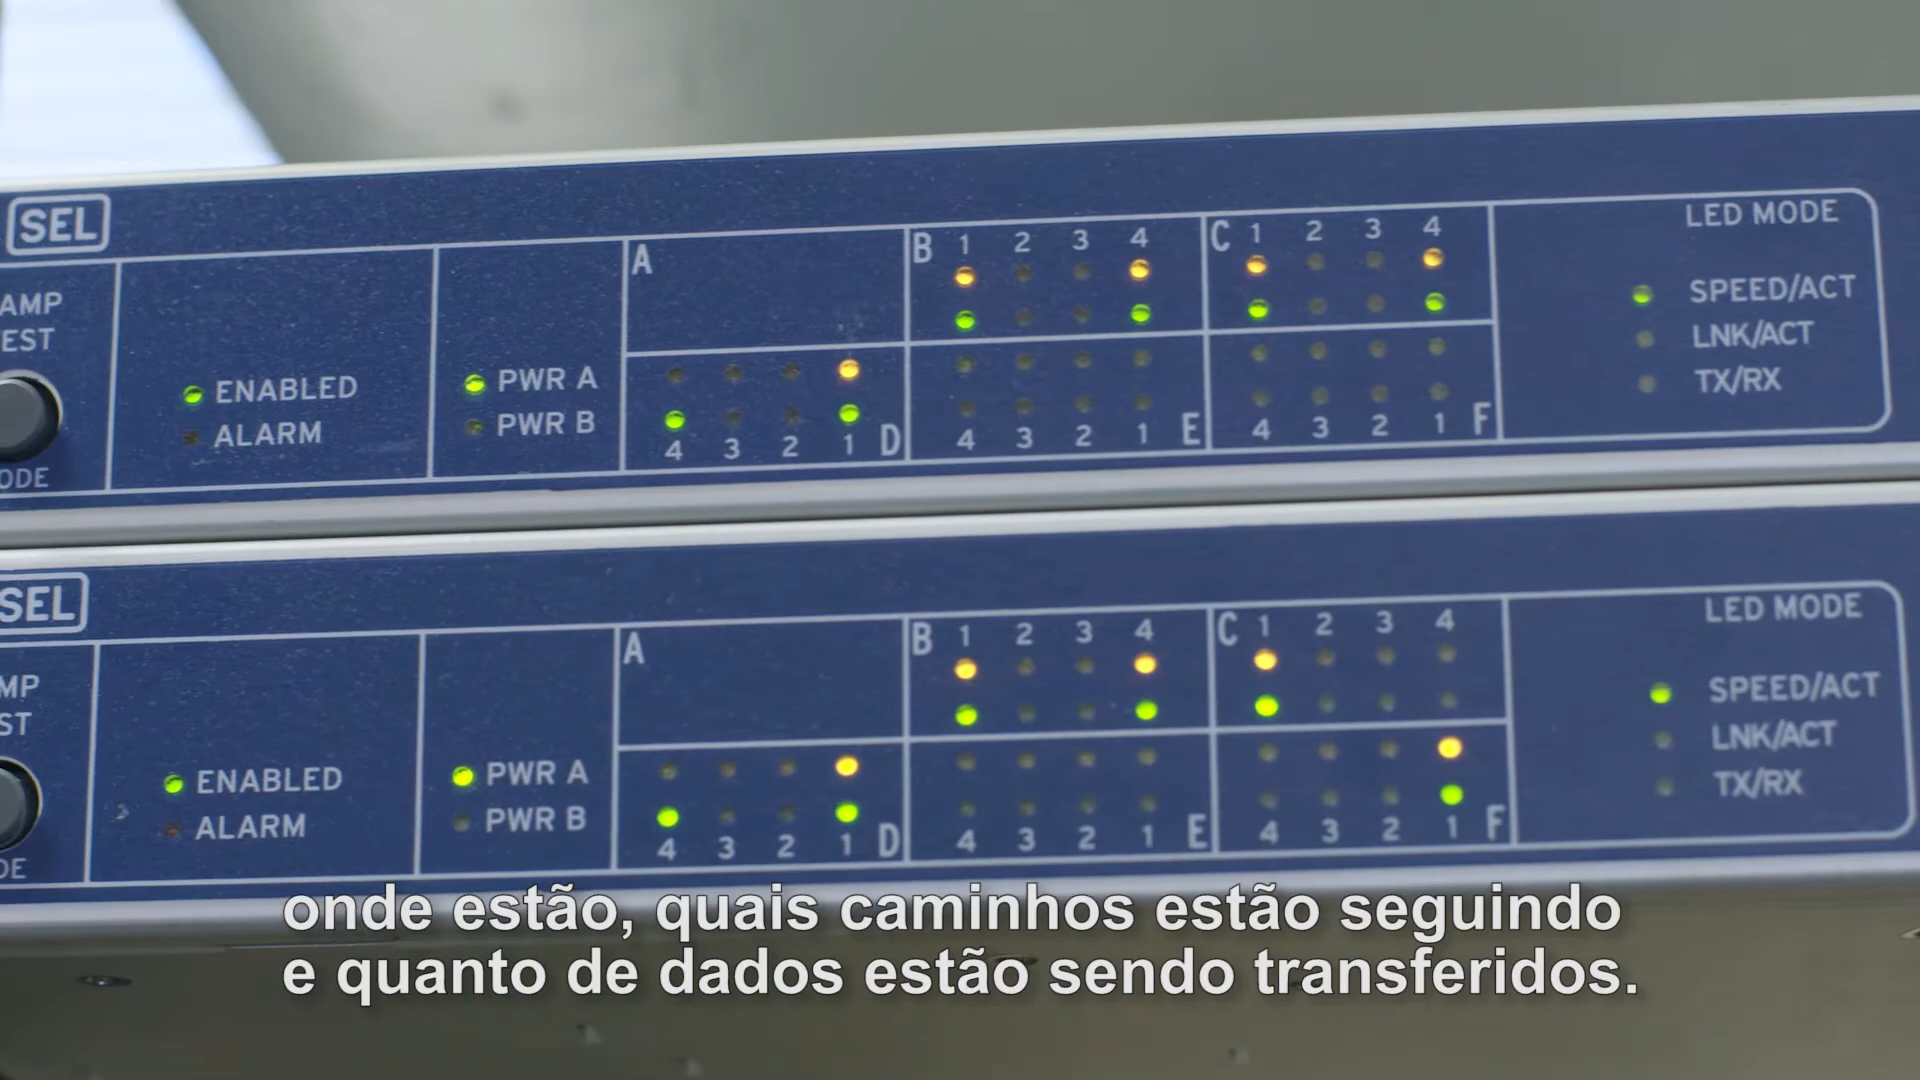 SEL
AMP
EST
ODE
ENABLED
ALARM
PWR A
PWR B
A
B 1 2 3 4
C 1 2 3 4
4 3 2 1 D
4 3 2 1 E
4 3 2 1 F
LED MODE
SPEED/ACT
LNK/ACT
TX/RX
SEL
MP
ST
DE
ENABLED
ALARM
PWR A
PWR B
A
B 1 2 3 4
C 1 2 3 4
4 3 2 1 D
4 3 2 1 E
4 3 2 1 F
LED MODE
SPEED/ACT
LNK/ACT
TX/RX
onde estão, quais caminhos estão seguindo
e quanto de dados estão sendo transferidos.